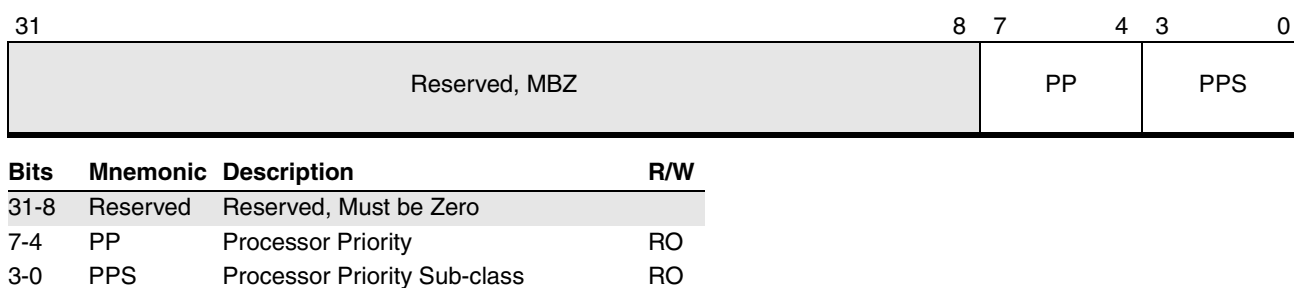 31 8 7 4 3 0
Reserved, MBZ PP PPS
Bits Mnemonic Description R/W
31-8 Reserved Reserved, Must be Zero
7-4 PP Processor Priority RO
3-0 PPS Processor Priority Sub-class RO